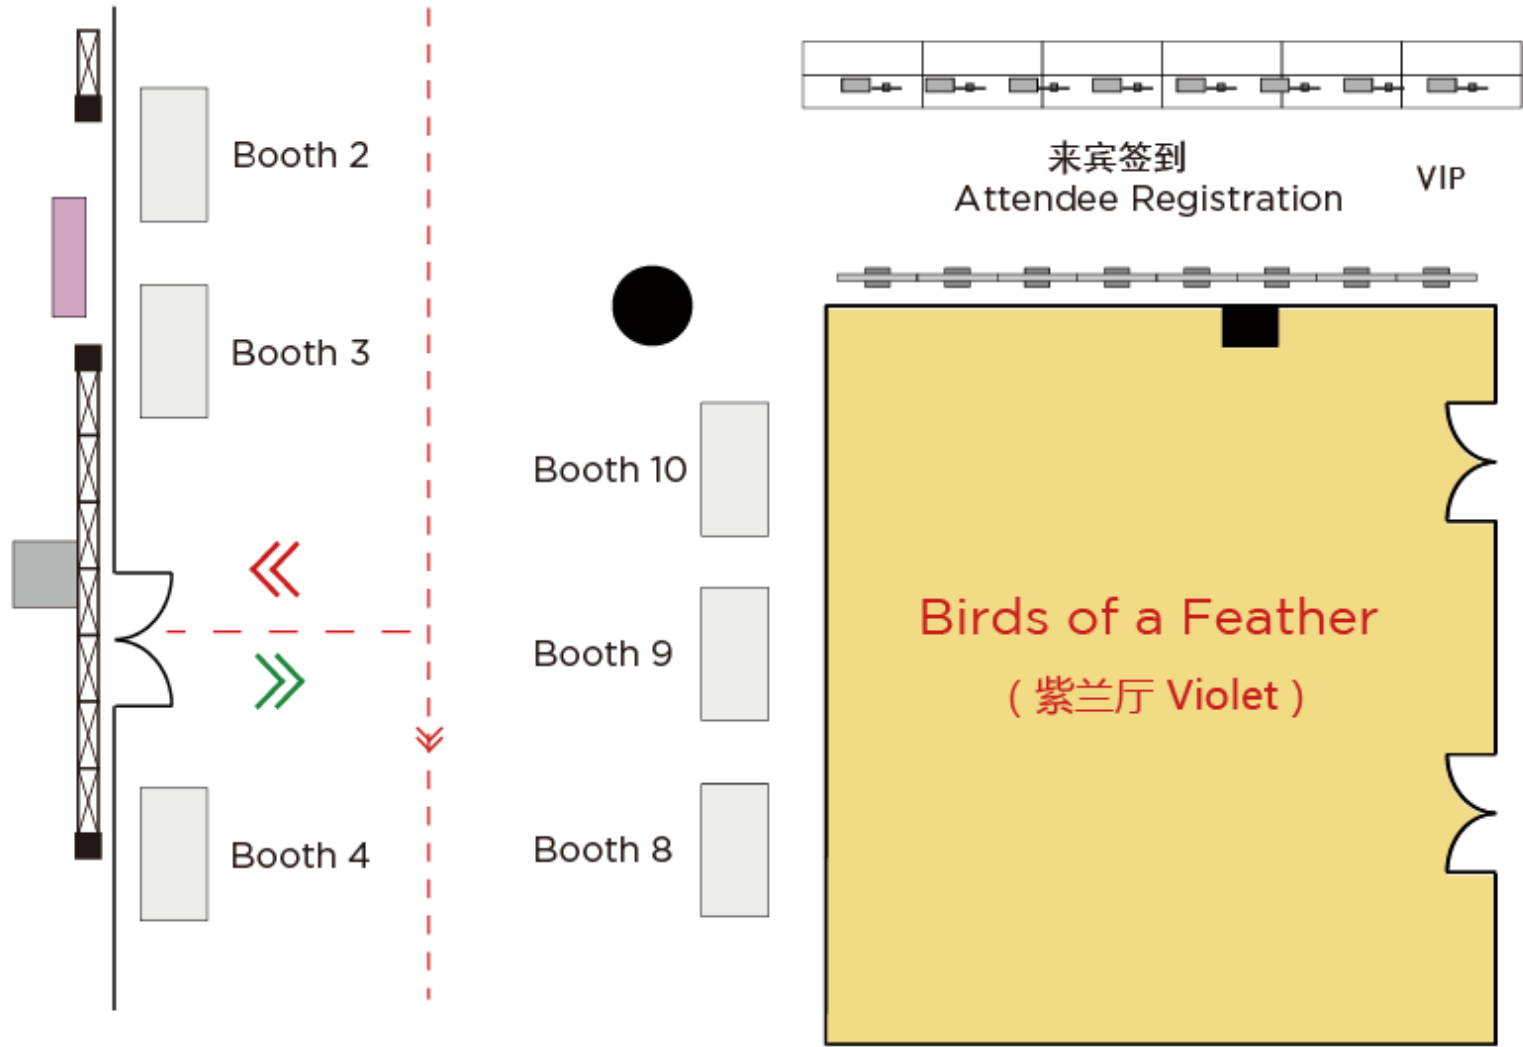 Booth 2
来宾签到
Attendee Registration
VIP
Booth 3
Booth 10
Birds of a Feather
Booth 9
（紫兰厅 Violet）
Booth 8
Booth 4